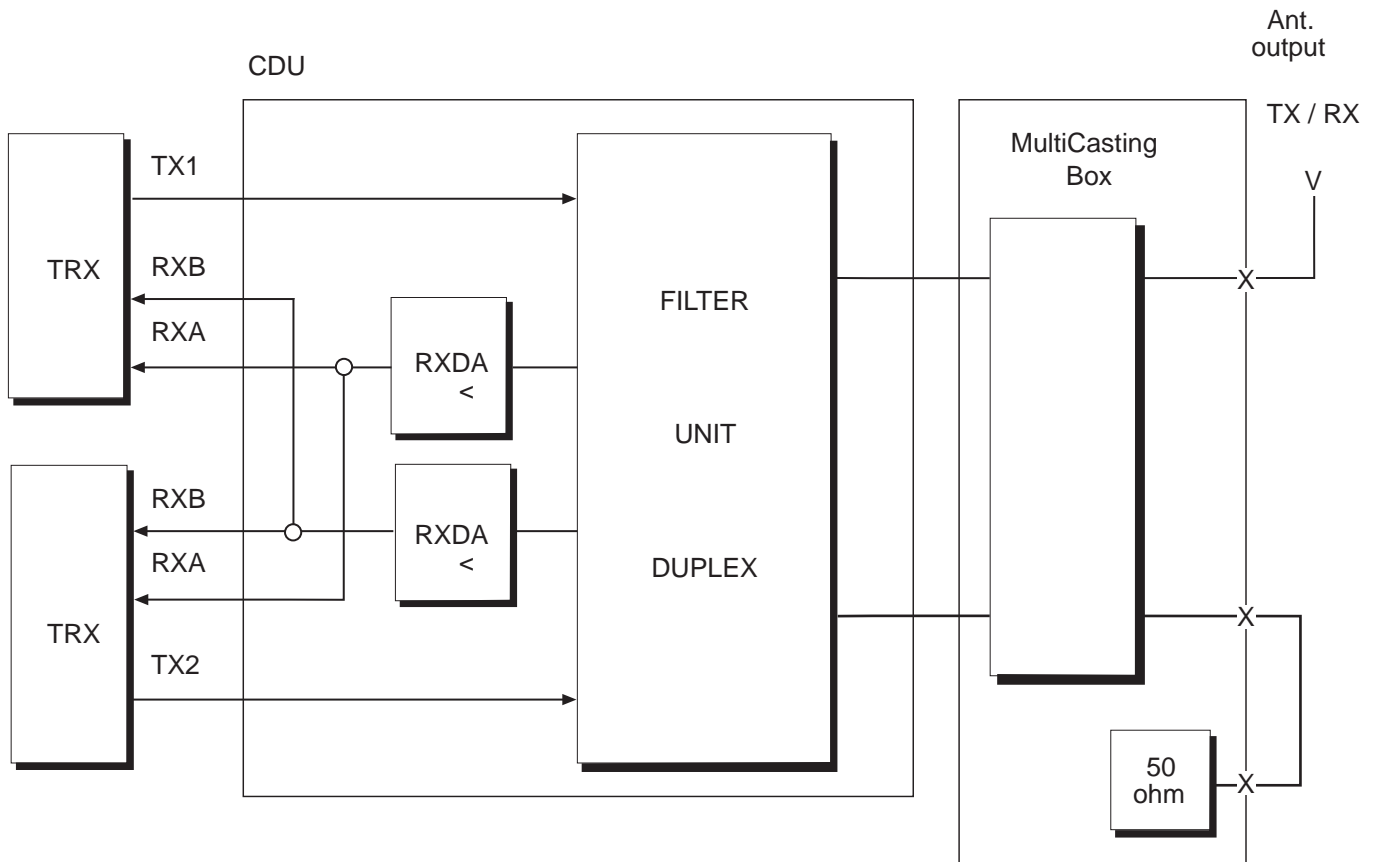 Ant.
output
CDU
TX / RX
MultiCasting
Box
TX1
V
TRX
RXB
FILTER
X
RXA
RXDA
<
UNIT
RXB
RXDA
<
RXA
DUPLEX
X
TRX
TX2
50
ohm
X